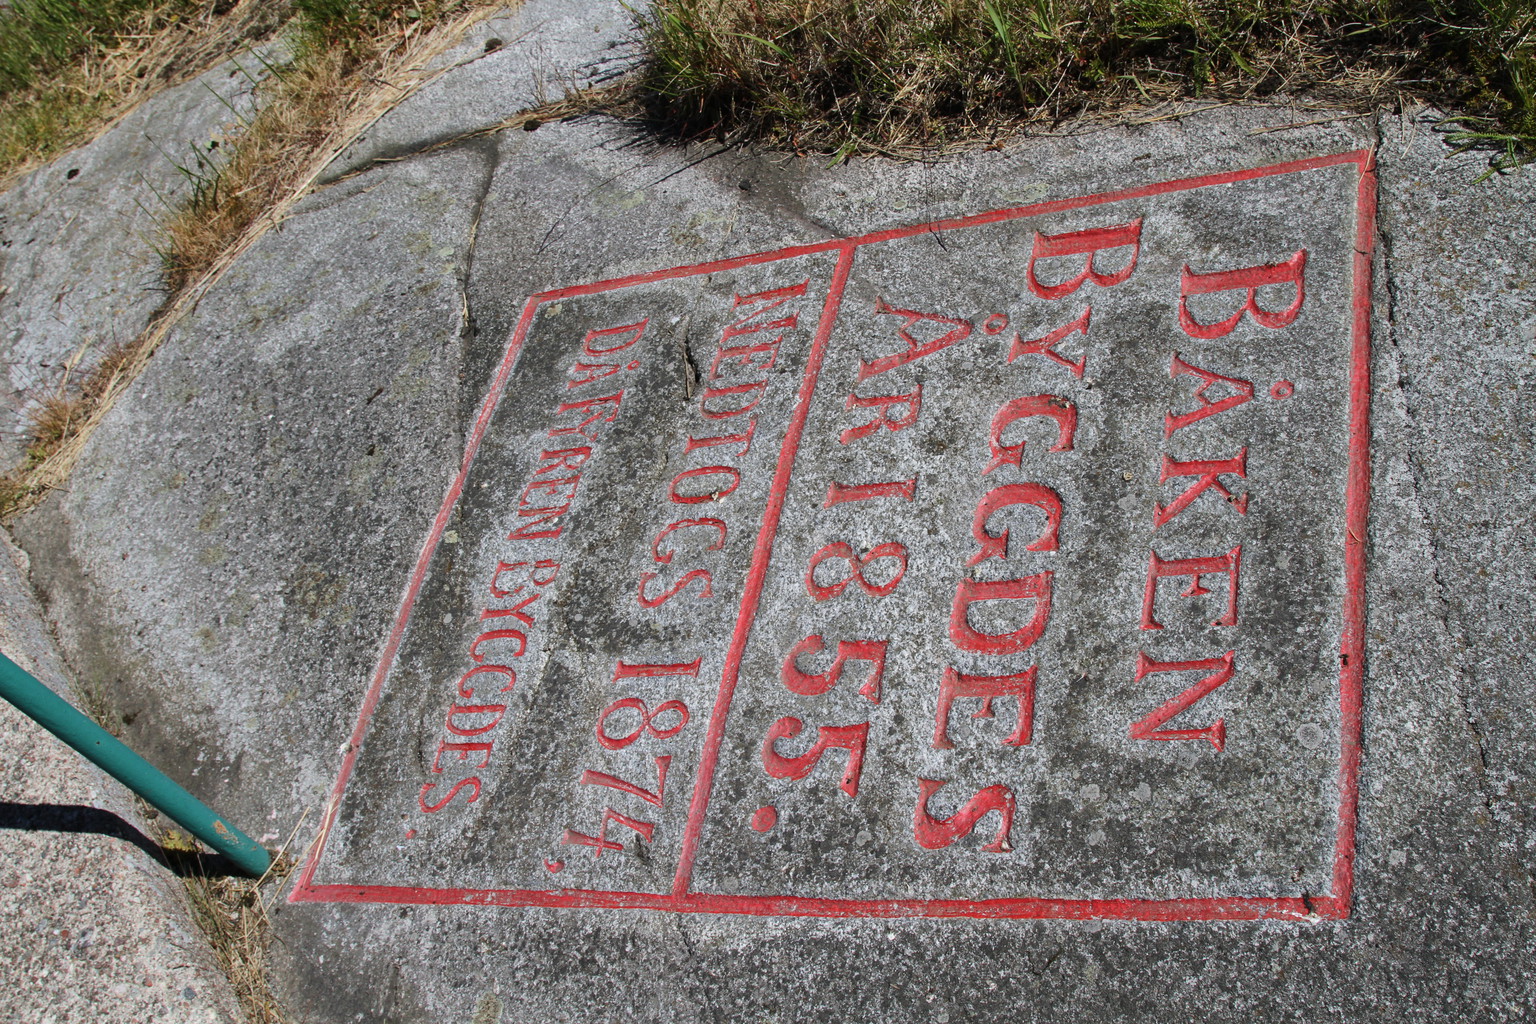 BÅKEN
BYGGDES
ÅR 1855.
NEDTOGS 1874,
DÅ FYREN BYGGDES.